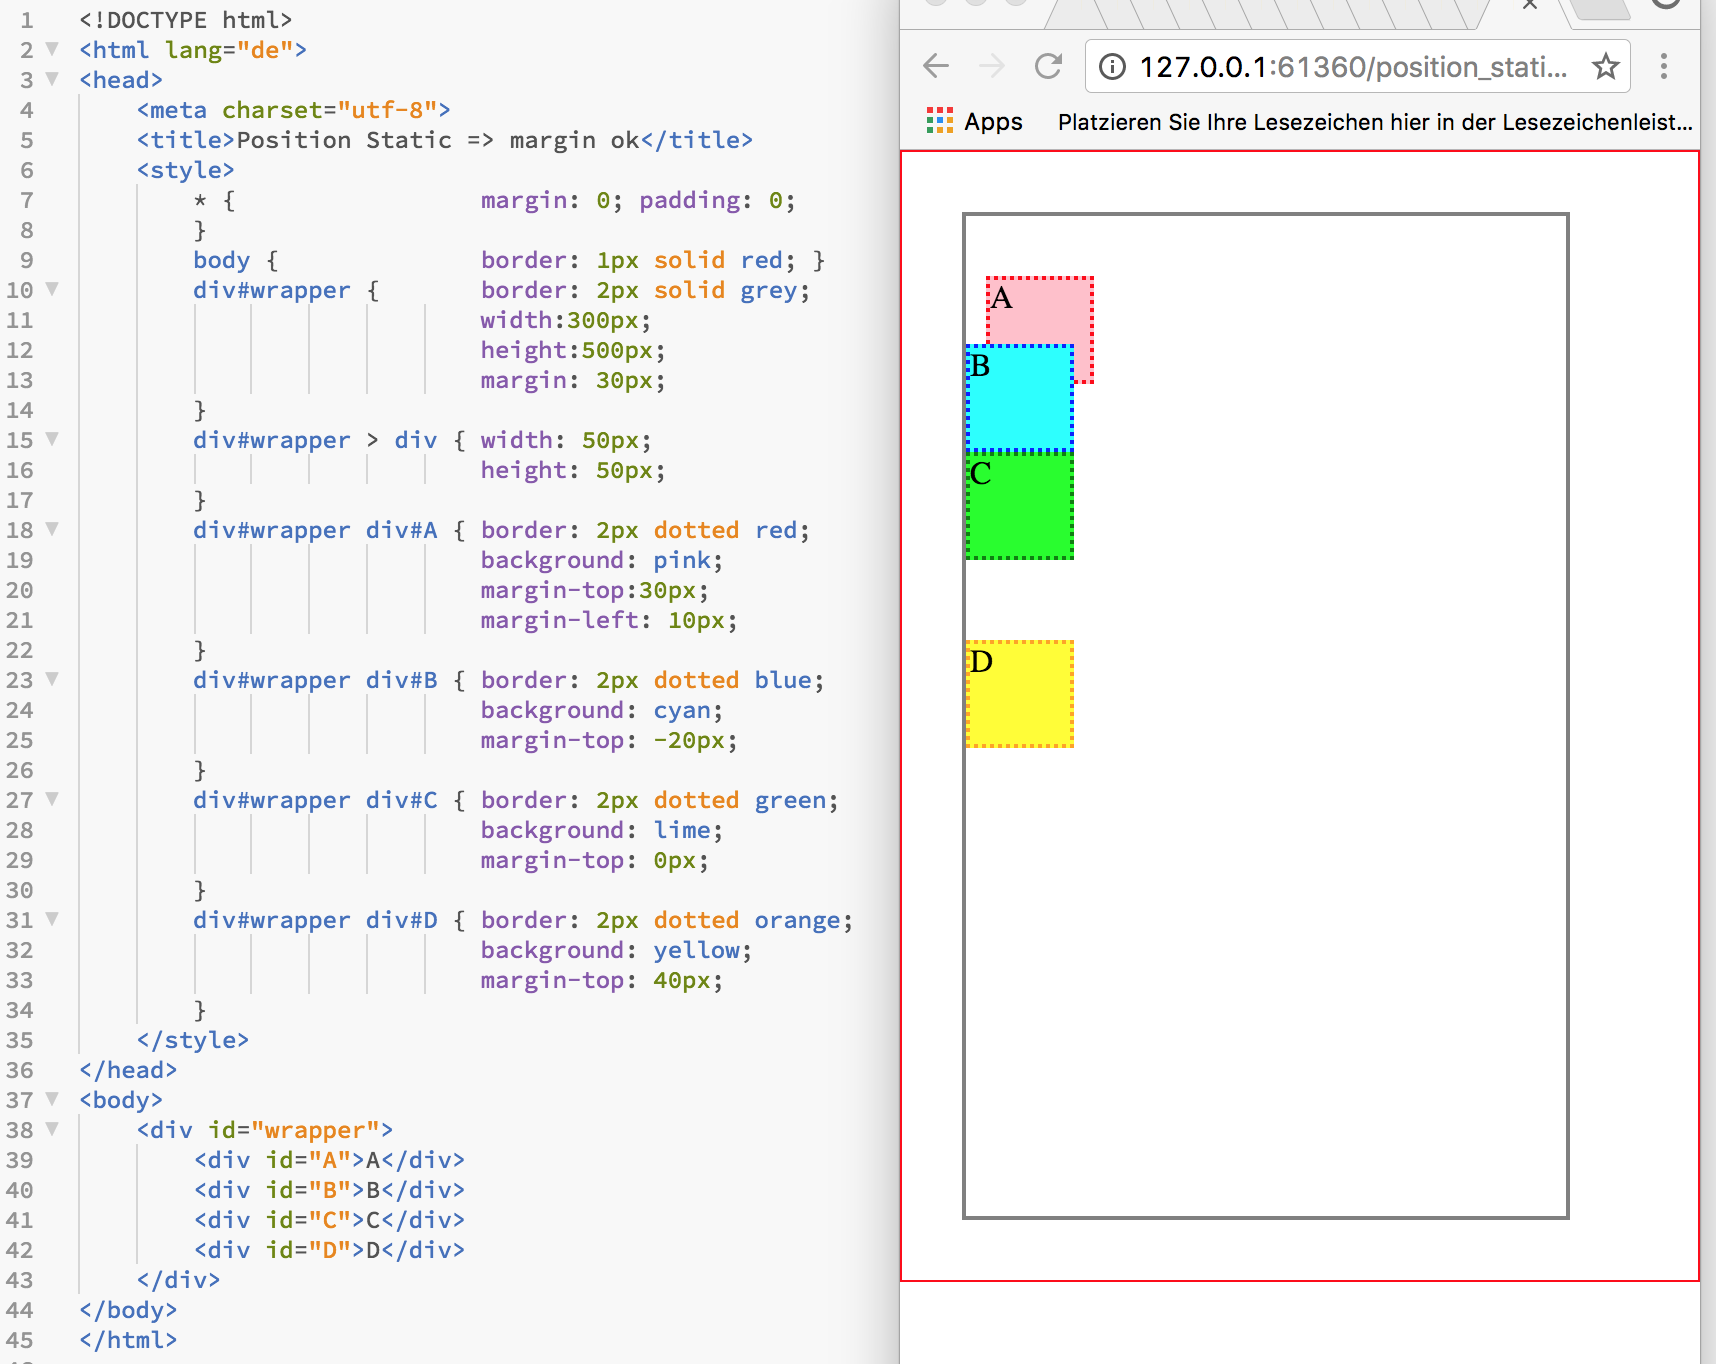 1 <!DOCTYPE html>
2 <html lang="de">
3 <head>
4 <meta charset="utf-8">
5 <title>Position Static => margin ok</title>
6 <style>
7 * { margin: 0; padding: 0;
8 }
9 body { border: 1px solid red; }
10 div#wrapper { border: 2px solid grey;
11 width:300px;
12 height:500px;
13 margin: 30px;
14 }
15 div#wrapper > div { width: 50px;
16 height: 50px;
17 }
18 div#wrapper div#A { border: 2px dotted red;
19 background: pink;
20 margin-top:30px;
21 margin-left: 10px;
22 }
23 div#wrapper div#B { border: 2px dotted blue;
24 background: cyan;
25 margin-top: -20px;
26 }
27 div#wrapper div#C { border: 2px dotted green;
28 background: lime;
29 margin-top: 0px;
30 }
31 div#wrapper div#D { border: 2px dotted orange;
32 background: yellow;
33 margin-top: 40px;
34 }
35 </style>
36 </head>
37 <body>
38 <div id="wrapper">
39 <div id="A">A</div>
40 <div id="B">B</div>
41 <div id="C">C</div>
42 <div id="D">D</div>
43 </div>
44 </body>
45 </html>
127.0.0.1:61360/position_stati...
Apps Platzieren Sie Ihre Lesezeichen hier in der Lesezeichenleist...
A
B
C
D